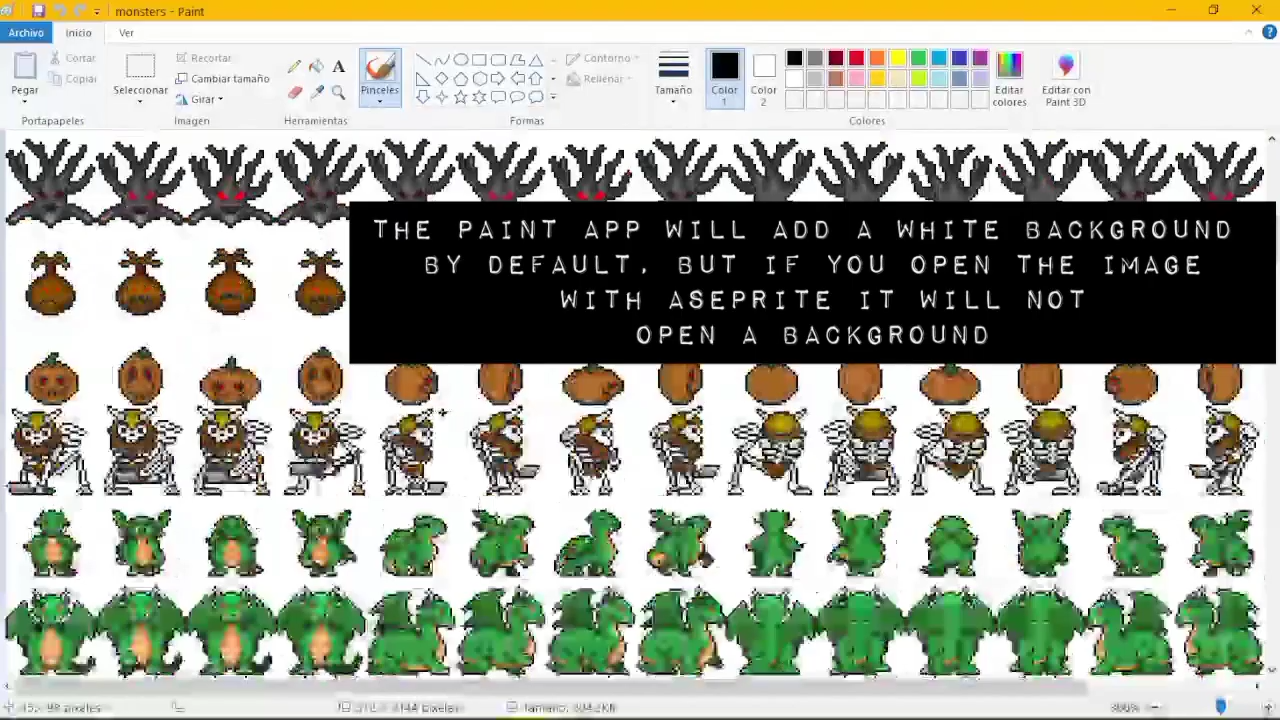 monsters - Paint
Archivo Inicio Ver
Pegar
Cortar
Copiar
Portapapeles
Seleccionar
Recortar
Cambiar tamaño
Girar
Imagen
A
Herramientas
Pinceles
Contorno
Rellenar
Formas
Tamaño
Color 1
Color 2
Editar colores
Editar con Paint 3D
Colores
THE PAINT APP WILL ADD A WHITE BACKGROUND
BY DEFAULT, BUT IF YOU OPEN THE IMAGE
WITH ASEPRITE IT WILL NOT
OPEN A BACKGROUND